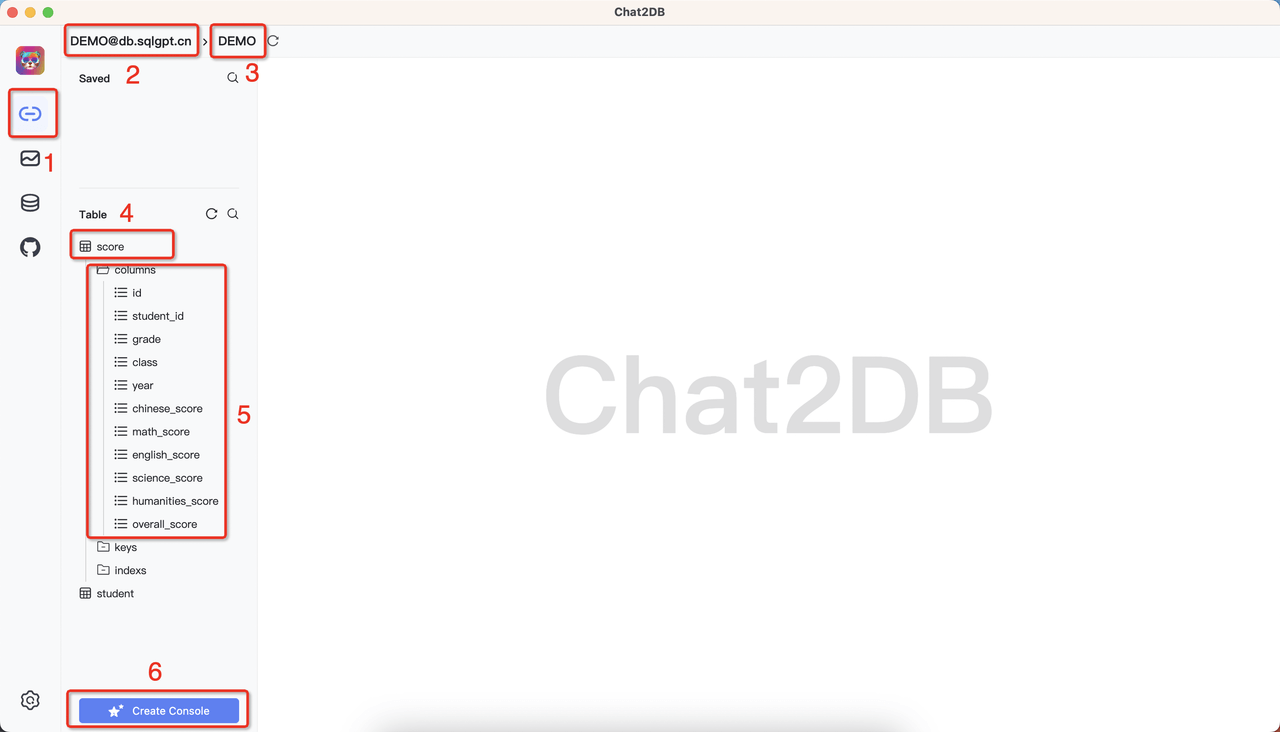 Chat2DB
DEMO@db.sqlgpt.cn > DEMO
Saved 2 3
1
Table 4
score
columns
id
student_id
grade
class
year
chinese_score
5
math_score
english_score
science_score
humanities_score
overall_score
keys
indexs
student
6
Create Console
Chat2DB